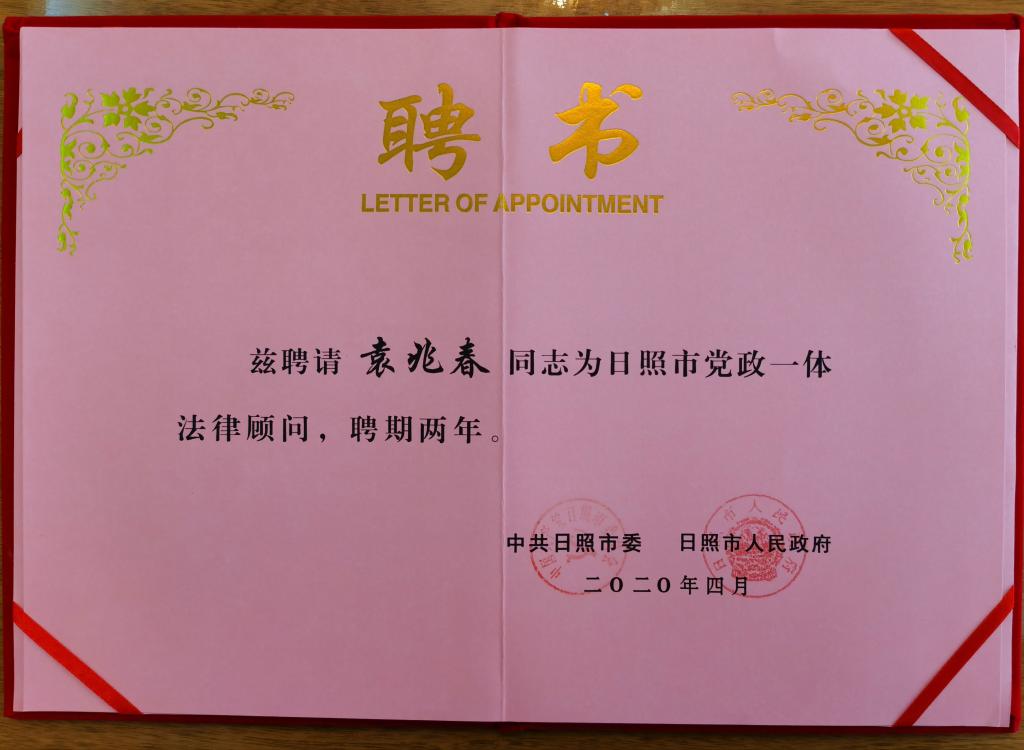 聘书
LETTER OF APPOINTMENT
兹聘请 袁兆春 同志为日照市党政一体
法律顾问，聘期两年。
中共日照市委 日照市人民政府
二〇二〇年四月